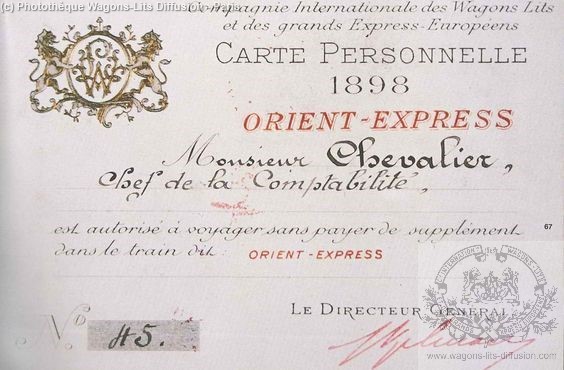 (c) Photothèque Wagons-Lits Diffusion - Paris
Compagnie Internationale des Wagons Lits
et des grands Express-Européens
CARTE PERSONNELLE
1898
ORIENT-EXPRESS
Monsieur Chevalier,
Chef de la Comptabilité,
est autorisé à voyager sans payer de supplément
67
dans le train dit ORIENT-EXPRESS
LE DIRECTEUR GÉNÉRAL
No 45.
www.wagons-lits-diffusion.com